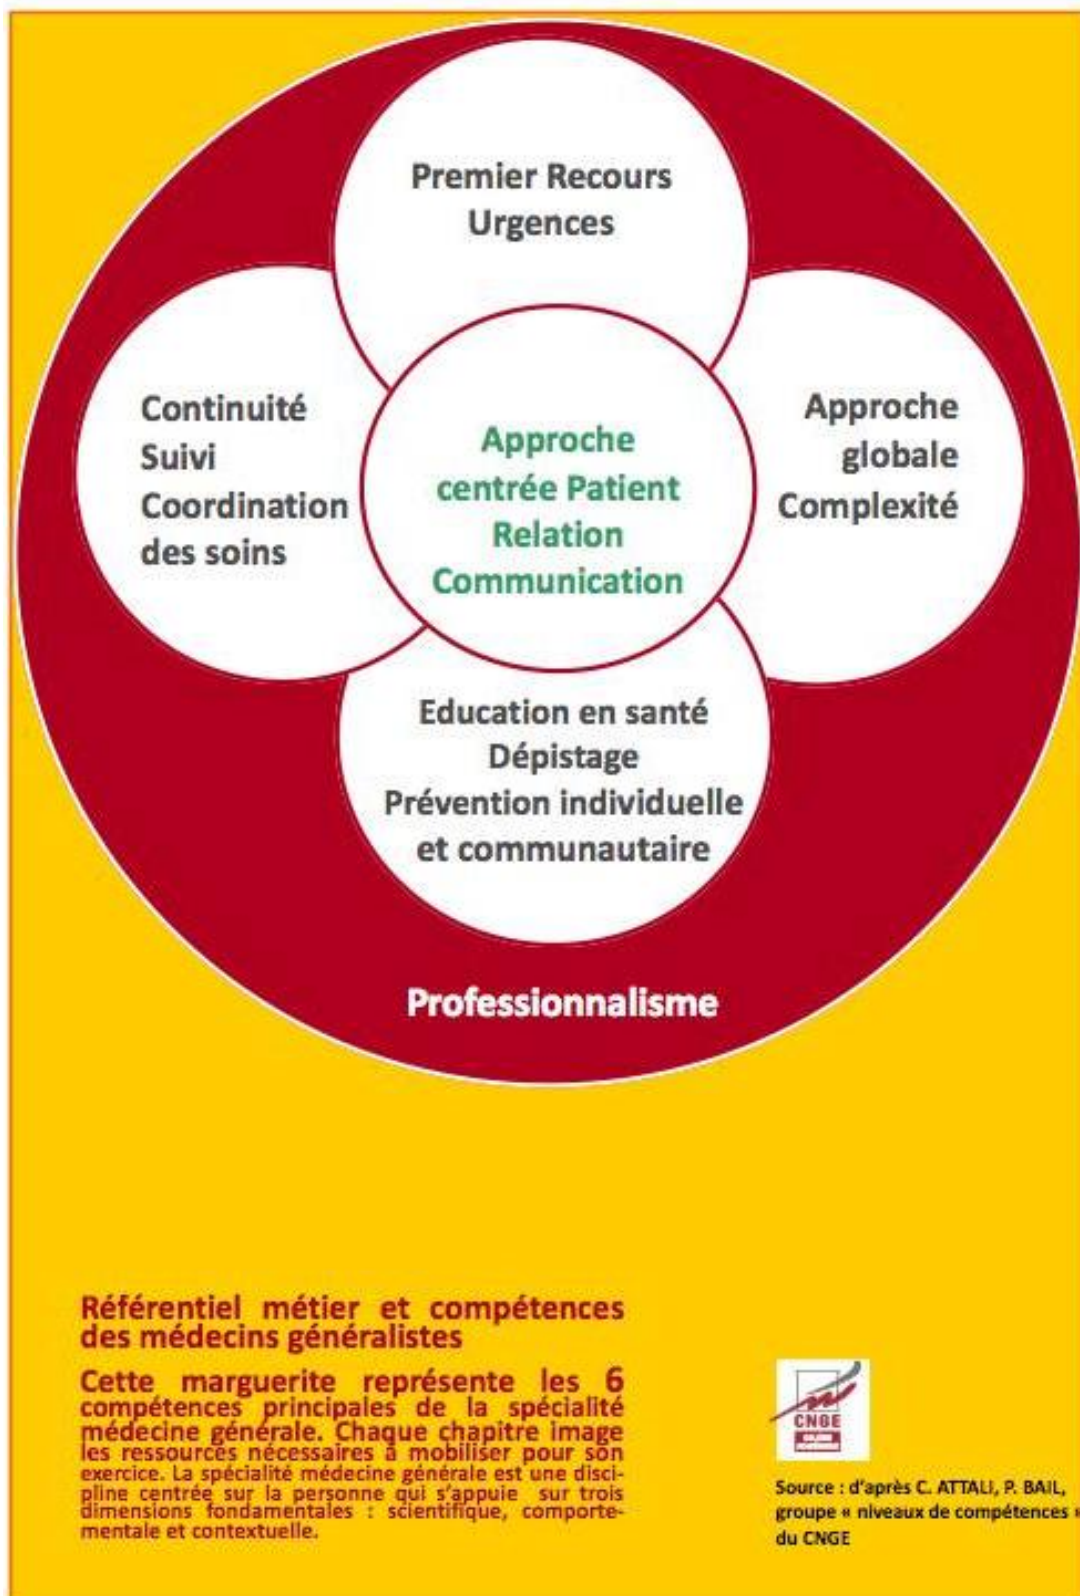 Premier Recours
Urgences
Continuité
Suivi
Coordination
des soins
Approche
centrée Patient
Relation
Communication
Approche
globale
Complexité
Education en santé
Dépistage
Prévention individuelle
et communautaire
Professionnalisme
Référentiel métier et compétences
des médecins généralistes
Cette marguerite représente les 6
compétences principales de la spécialité
médecine générale. Chaque chapitre image
les ressources nécessaires à mobiliser pour son
exercice. La spécialité médecine générale est une disci-
pline centrée sur la personne qui s'appuie sur trois
dimensions fondamentales : scientifique, comporte-
mentale et contextuelle.
CNGE
Source : d'après C. ATTALI, P. BAIL,
groupe « niveaux de compétences »
du CNGE